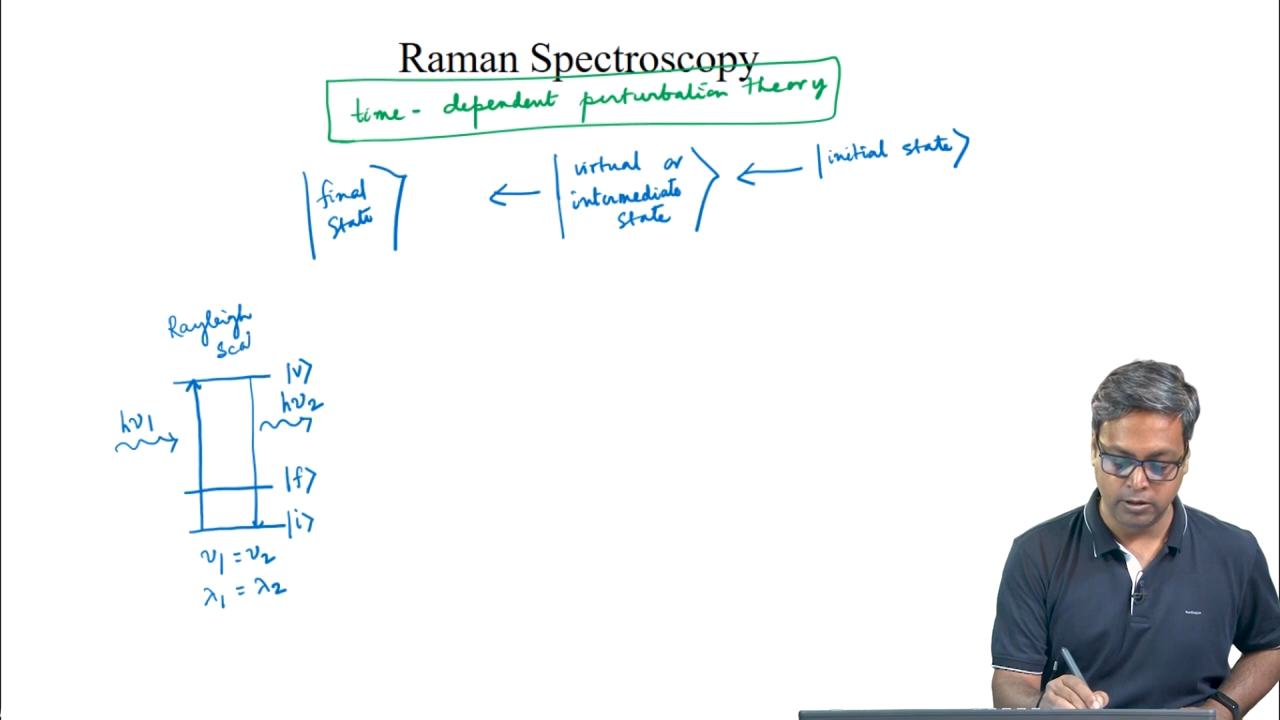 Raman Spectroscopy
time - dependent perturbation theory
|final state⟩ ← |virtual or intermediate state⟩ ← |initial state⟩
Rayleigh
scat
|v⟩
hν1
hν2
|f⟩
|i⟩
ν1 = ν2
λ1 = λ2